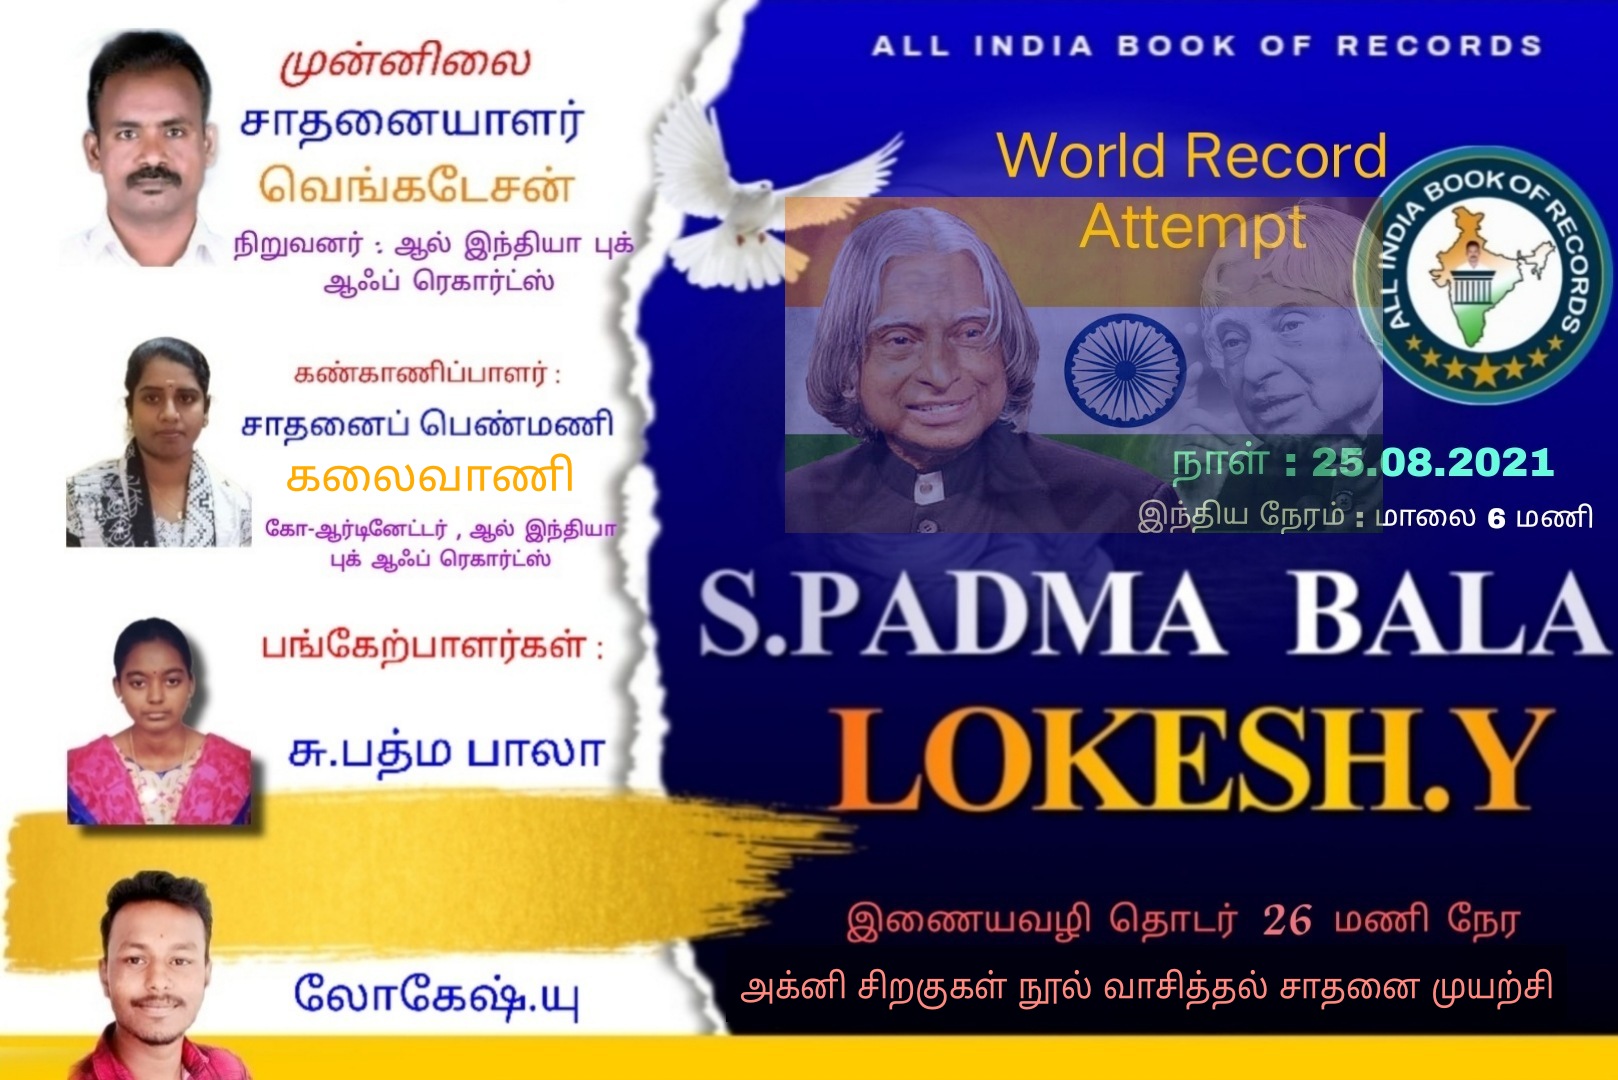 முன்னிலை
சாதனையாளர்
வெங்கடேசன்
நிறுவனர் : ஆல் இந்தியா புக்
ஆஃப் ரெகார்ட்ஸ்
கண்காணிப்பாளர் :
சாதனைப் பெண்மணி
கலைவாணி
கோ-ஆர்டினேட்டர் , ஆல் இந்தியா
புக் ஆஃப் ரெகார்ட்ஸ்
பங்கேற்பாளர்கள் :
சு.பத்ம பாலா
லோகேஷ்.யு
ALL INDIA BOOK OF RECORDS
World Record
Attempt
ALL INDIA BOOK OF RECORDS
நாள் : 25.08.2021
இந்திய நேரம் : மாலை 6 மணி
S.PADMA BALA
LOKESH.Y
இணையவழி தொடர் 26 மணி நேர
அக்னி சிறகுகள் நூல் வாசித்தல் சாதனை முயற்சி